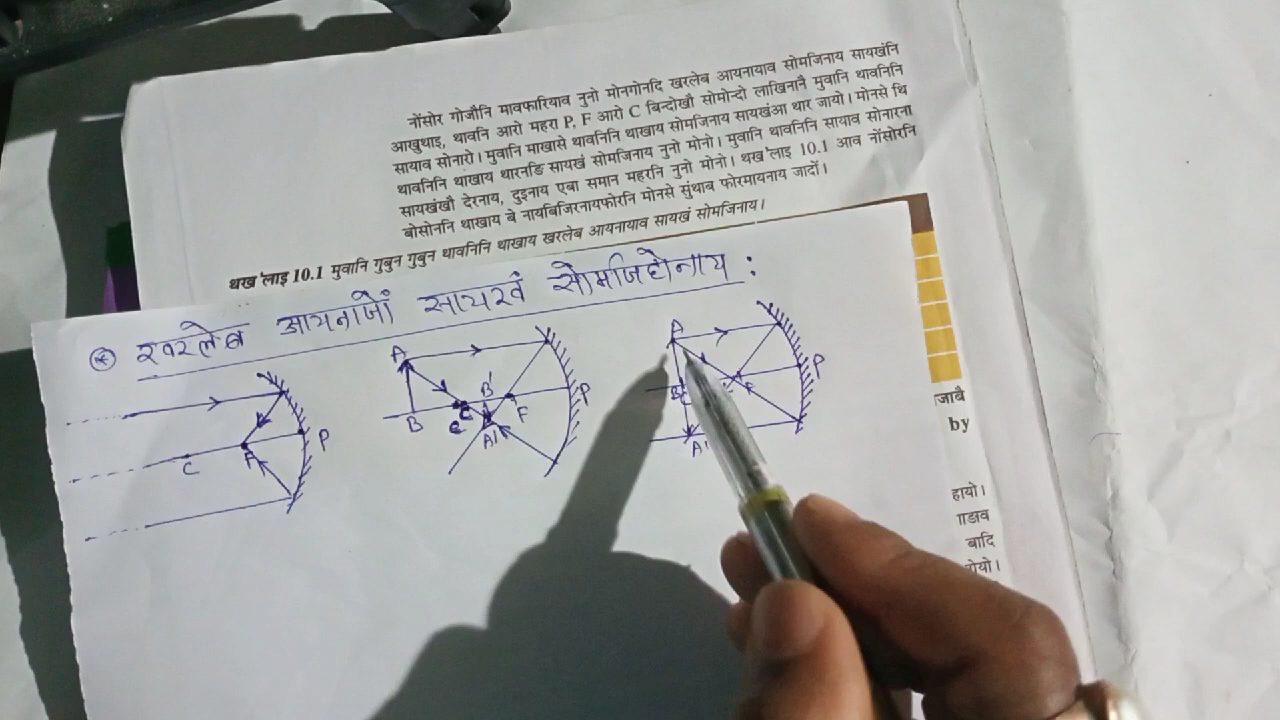 नोंसोर गोजौनि मावफारियाव नुनो मोनगोनदि खरलेब आयनायाव सोमजिनाय सायखंनि
आखुथाइ, थावनि आरो महरा P, F आरो C बिन्दोखौ सोमोन्दो लाखिनानै मुवानि थावनिनि
सायाव सोनारो। मुवानि माखासे थावनिनि थाखाय सोमजिनाय सायखंआ थार जायो। मोनसे थि
थावनिनि थाखाय थारनङि सायखं सोमजिनाय नुनो मोनो। मुवानि थावनिनि सायाव सोनारना
सायखंखौ देरनाय, दुइनाय एबा समान महरनि नुनो मोनो। थख'लाइ 10.1 आव नोंसोरनि
बोसोननि थाखाय बे नायबिजिरनायफोरनि मोनसे सुंथाब फोरमायनाय जादों।
थख'लाइ 10.1 मुवानि गुबुन गुबुन थावनिनि थाखाय खरलेब आयनायाव सायखं सोमजिनाय।
* खरलेब आयनाजों सायखं सोमजिहोनाय :
C F P
A B C B' A' F P
A B F P A'
by
हायो।
बादि